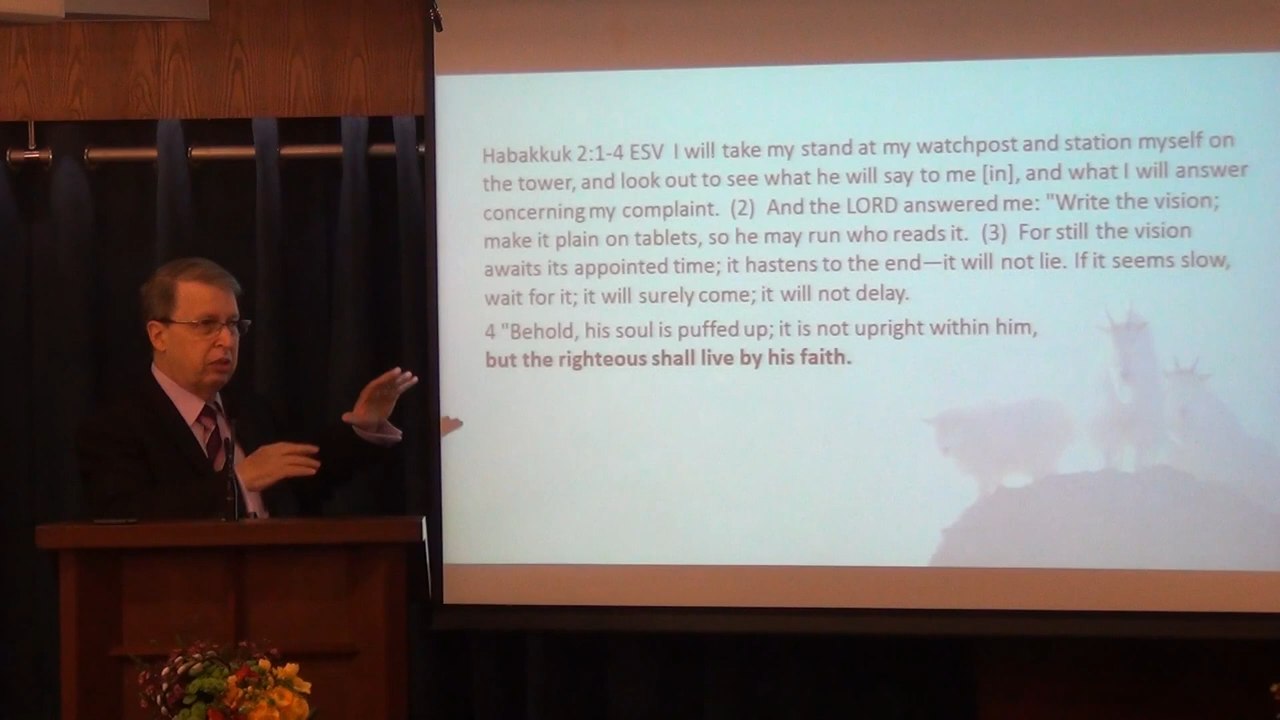 Habakkuk 2:1-4 ESV  I will take my stand at my watchpost and station myself on
the tower, and look out to see what he will say to me [in], and what I will answer
concerning my complaint.  (2)  And the LORD answered me: "Write the vision;
make it plain on tablets, so he may run who reads it.  (3)  For still the vision
awaits its appointed time; it hastens to the end—it will not lie. If it seems slow,
wait for it; it will surely come; it will not delay.
4 "Behold, his soul is puffed up; it is not upright within him,
but the righteous shall live by his faith.